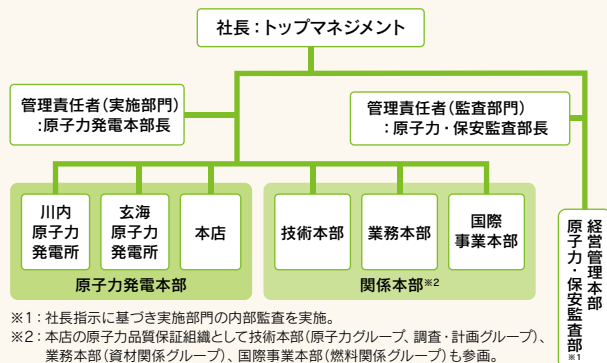 社長：トップマネジメント
管理責任者（実施部門）
：原子力発電本部長
管理責任者（監査部門）
：原子力・保安監査部長
川内
原子力
発電所
玄海
原子力
発電所
本店
技術本部
業務本部
国際
事業本部
経営管理本部
原子力・保安監査部※1
原子力発電本部
関係本部※2
※1：社長指示に基づき実施部門の内部監査を実施。
※2：本店の原子力品質保証組織として技術本部（原子力グループ、調査・計画グループ）、
業務本部（資材関係グループ）、国際事業本部（燃料関係グループ）も参画。